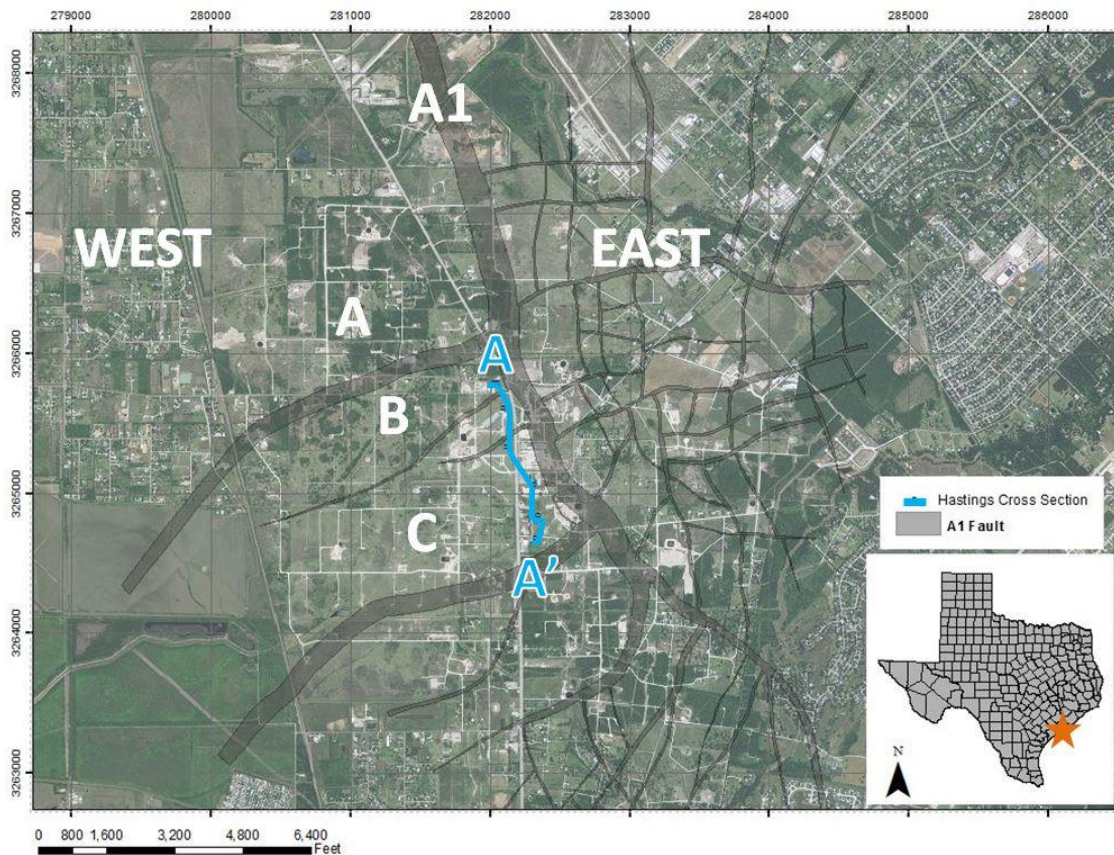 279000 280000 281000 282000 283000 284000 285000 286000
3268000
3267000
3266000
3265000
3264000
3263000
A1
WEST
EAST
A
A
B
C
A’
Hastings Cross Section
A1 Fault
N
0 800 1,600 3,200 4,800 6,400
Feet